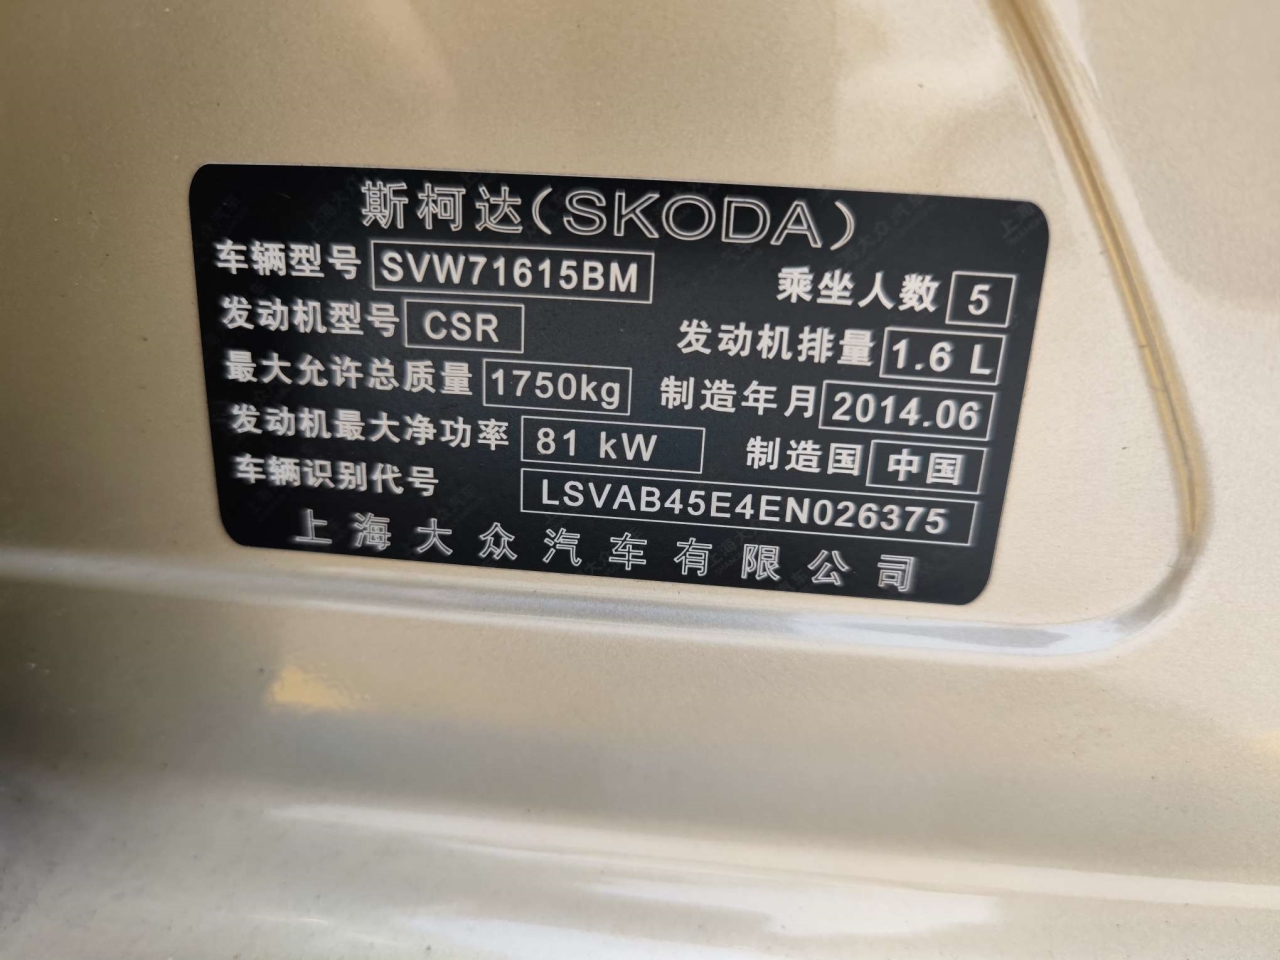 斯柯达(SKODA)
车辆型号 SVW71615BM 乘坐人数 5
发动机型号 CSR 发动机排量 1.6 L
最大允许总质量 1750kg 制造年月 2014.06
发动机最大净功率 81 kW 制造国 中国
车辆识别代号 LSVAB45E4EN026375
上海大众汽车有限公司